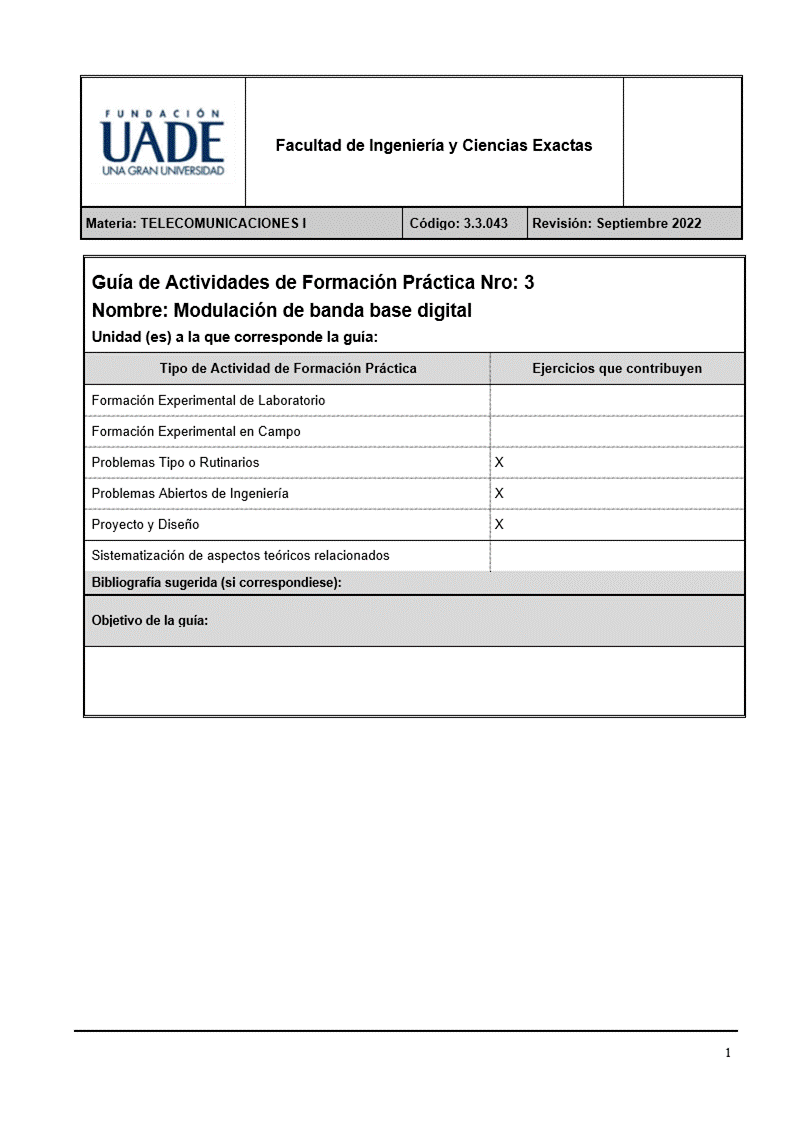 FUNDACIÓN
UADE
UNA GRAN UNIVERSIDAD
Facultad de Ingeniería y Ciencias Exactas
Materia: TELECOMUNICACIONES I Código: 3.3.043 Revisión: Septiembre 2022
Guía de Actividades de Formación Práctica Nro: 3
Nombre: Modulación de banda base digital
Unidad (es) a la que corresponde la guía:
Tipo de Actividad de Formación Práctica Ejercicios que contribuyen
Formación Experimental de Laboratorio
Formación Experimental en Campo
Problemas Tipo o Rutinarios X
Problemas Abiertos de Ingeniería X
Proyecto y Diseño X
Sistematización de aspectos teóricos relacionados
Bibliografía sugerida (si correspondiese):
Objetivo de la guía:
1